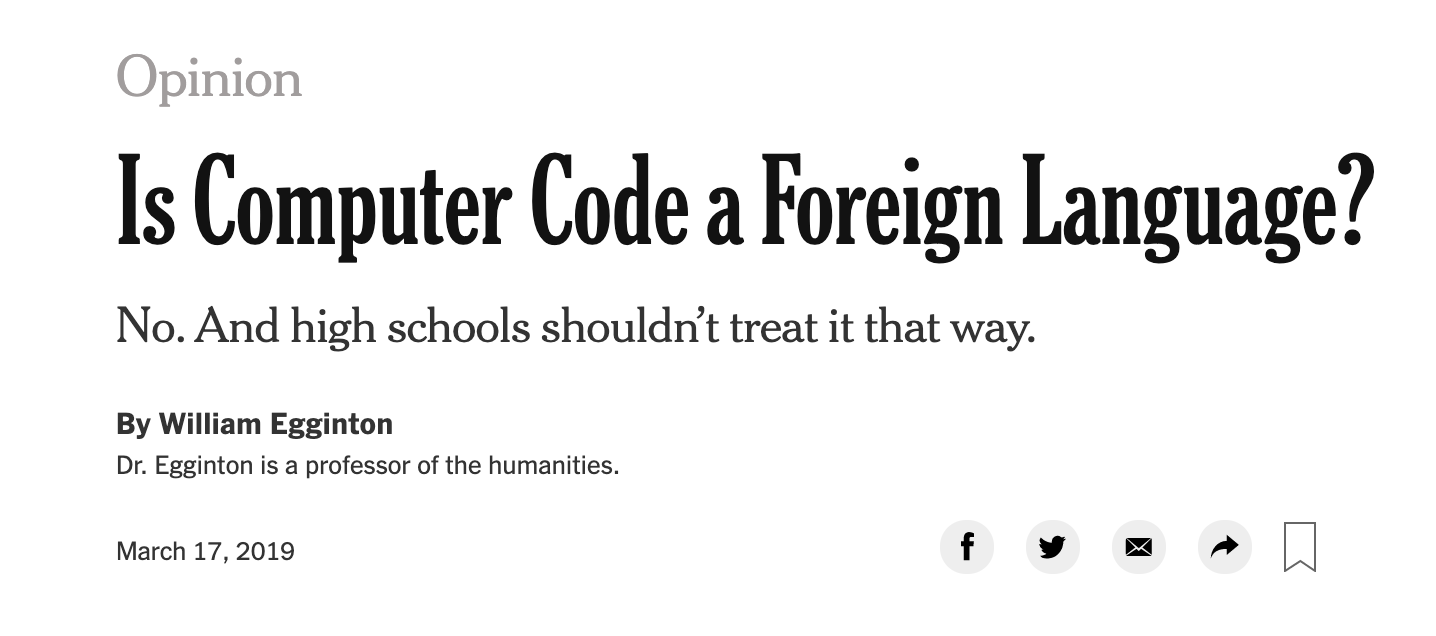 Opinion
Is Computer Code a Foreign Language?
No. And high schools shouldn’t treat it that way.
By William Egginton
Dr. Egginton is a professor of the humanities.
March 17, 2019